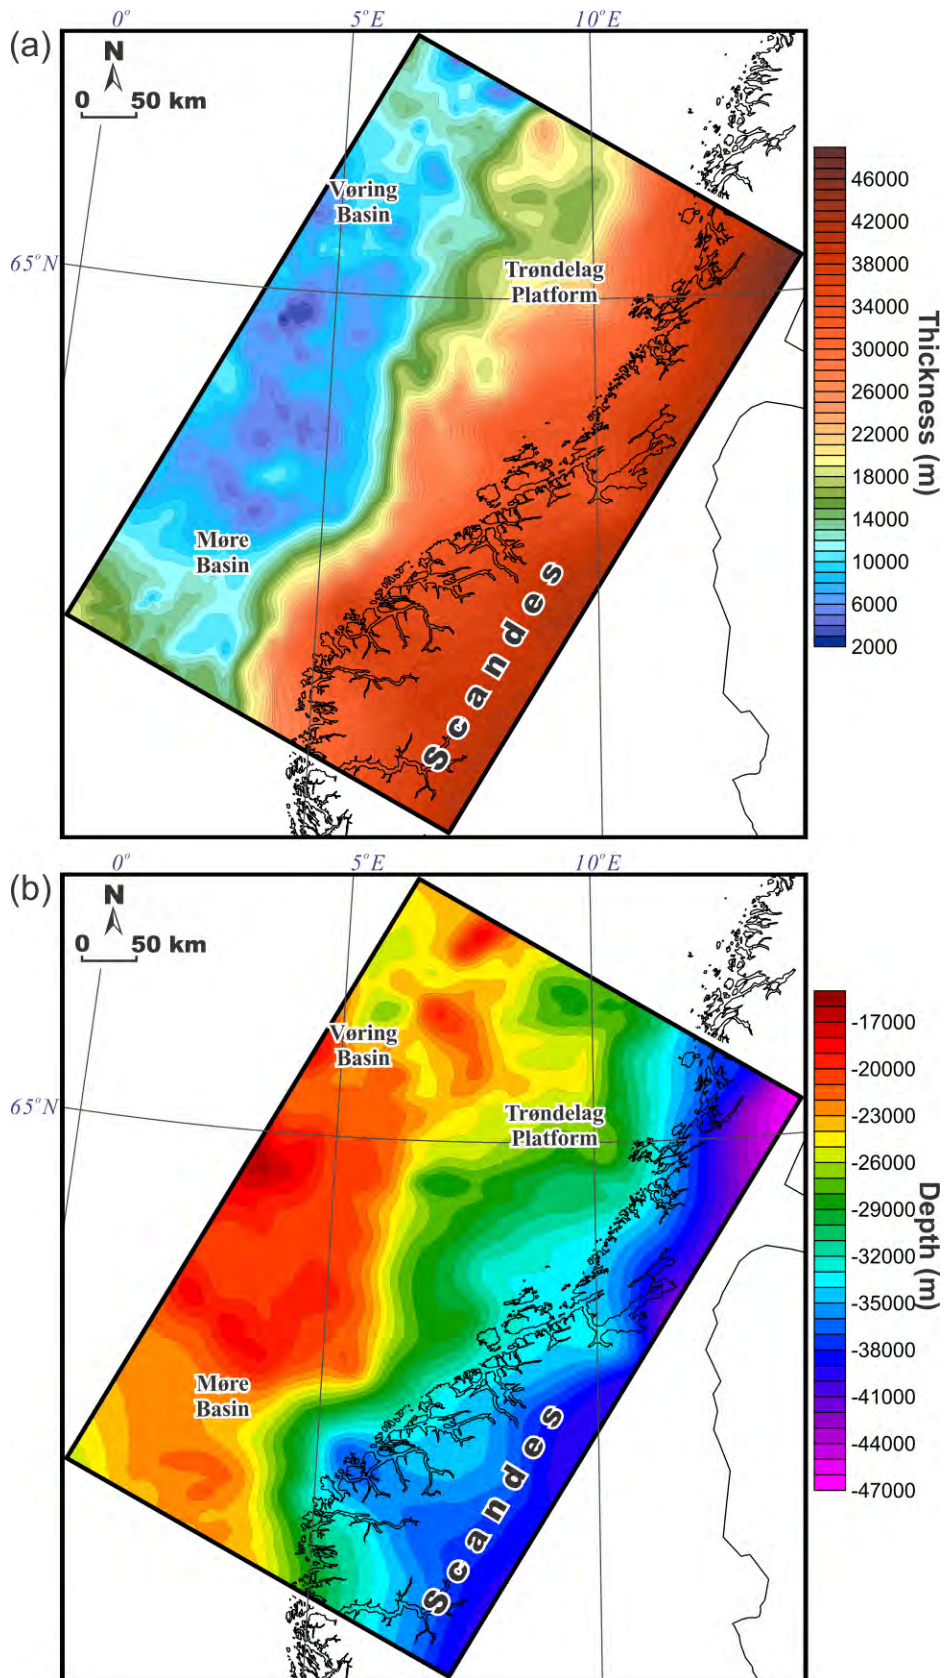 0° 5°E 10°E
(a)
N
0 50 km
Vøring
Basin
65°N
Trøndelag
Platform
Møre
Basin
Scandes
46000
42000
38000
34000
30000
26000
22000
18000
14000
10000
6000
2000
Thickness (m)
0° 5°E 10°E
(b)
N
0 50 km
Vøring
Basin
65°N
Trøndelag
Platform
Møre
Basin
Scandes
-17000
-20000
-23000
-26000
-29000
-32000
-35000
-38000
-41000
-44000
-47000
Depth (m)